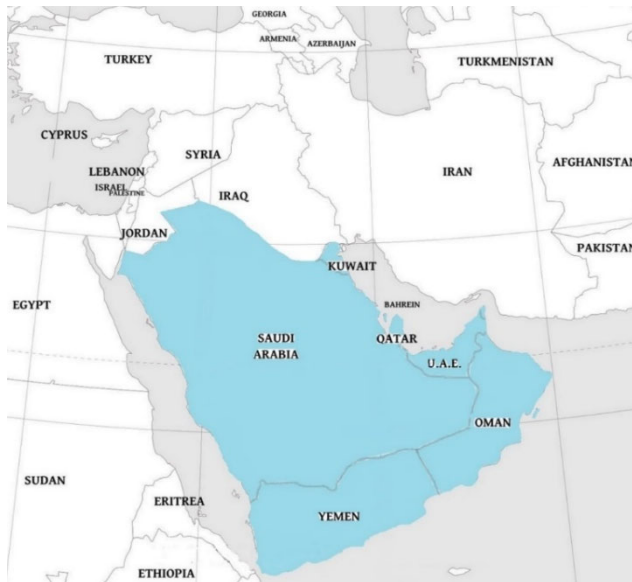 GEORGIA
ARMENIA
AZERBAIJAN
TURKEY
TURKMENISTAN
CYPRUS
SYRIA
LEBANON
ISRAEL
PALESTINE
IRAQ
IRAN
AFGHANISTAN
JORDAN
PAKISTAN
KUWAIT
EGYPT
BAHREIN
SAUDI
ARABIA
QATAR
U.A.E.
OMAN
SUDAN
ERITREA
YEMEN
ETHIOPIA